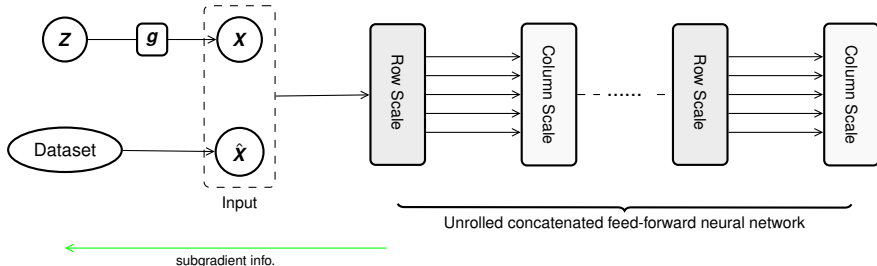 Z
g
X
Dataset
X̂
Input
Row Scale
Column Scale
......
Row Scale
Column Scale
Unrolled concatenated feed-forward neural network
subgradient info.